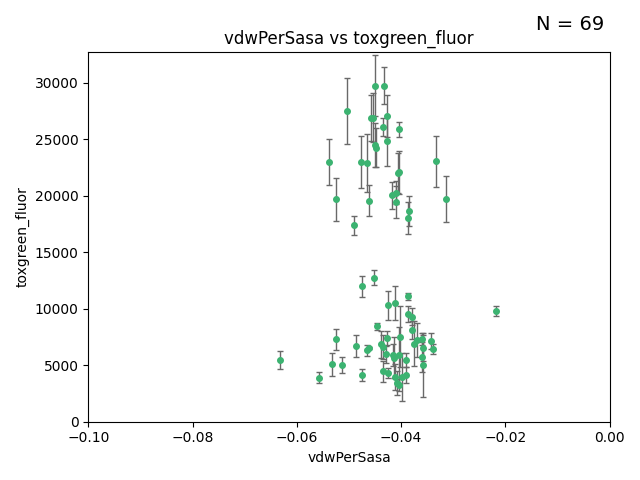 N = 69
vdwPerSasa vs toxgreen_fluor
30000
25000
20000
15000
10000
5000
0
toxgreen_fluor
−0.10 −0.08 −0.06 −0.04 −0.02 0.00
vdwPerSasa